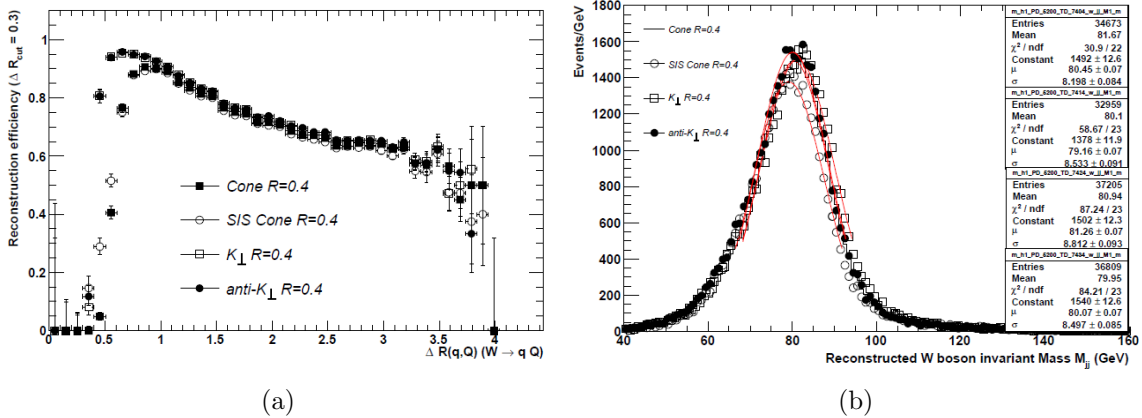 Reconstruction efficiency (Δ R_cut = 0.3)
1
0.8
0.6
0.4
0.2
0
Cone R=0.4
SIS Cone R=0.4
K⊥ R=0.4
anti-K⊥ R=0.4
0 0.5 1 1.5 2 2.5 3 3.5 4
Δ R(q,Q) (W → q Q)
(a)
Events/GeV
1800
1600
1400
1200
1000
800
600
400
200
0
Cone R=0.4
SIS Cone R=0.4
K⊥ R=0.4
anti-K⊥ R=0.4
40 60 80 100 120 140 160
Reconstructed W boson invariant Mass M_jj (GeV)
m_h1_PD_5200_TD_7404_w_jj_M1_m
Entries 34673
Mean 81.67
χ² / ndf 30.9 / 22
Constant 1492 ± 12.6
μ 80.45 ± 0.07
σ 8.198 ± 0.084
m_h1_PD_5200_TD_7414_w_jj_M1_m
Entries 32959
Mean 80.1
χ² / ndf 58.67 / 23
Constant 1378 ± 11.9
μ 79.16 ± 0.07
σ 8.533 ± 0.091
m_h1_PD_5200_TD_7424_w_jj_M1_m
Entries 37205
Mean 80.94
χ² / ndf 87.24 / 23
Constant 1502 ± 12.3
μ 81.26 ± 0.07
σ 8.812 ± 0.093
m_h1_PD_5200_TD_7434_w_jj_M1_m
Entries 36809
Mean 79.95
χ² / ndf 84.21 / 23
Constant 1540 ± 12.6
μ 80.07 ± 0.07
σ 8.497 ± 0.085
(b)